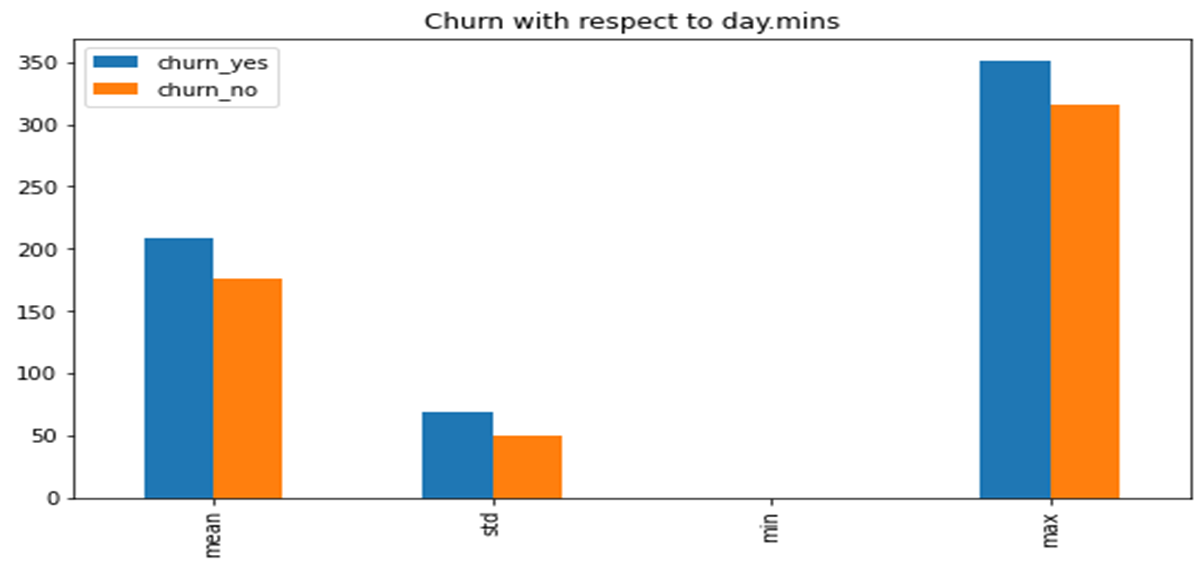 Churn with respect to day.mins
churn_yes
churn_no
350
300
250
200
150
100
50
0
mean
std
min
max